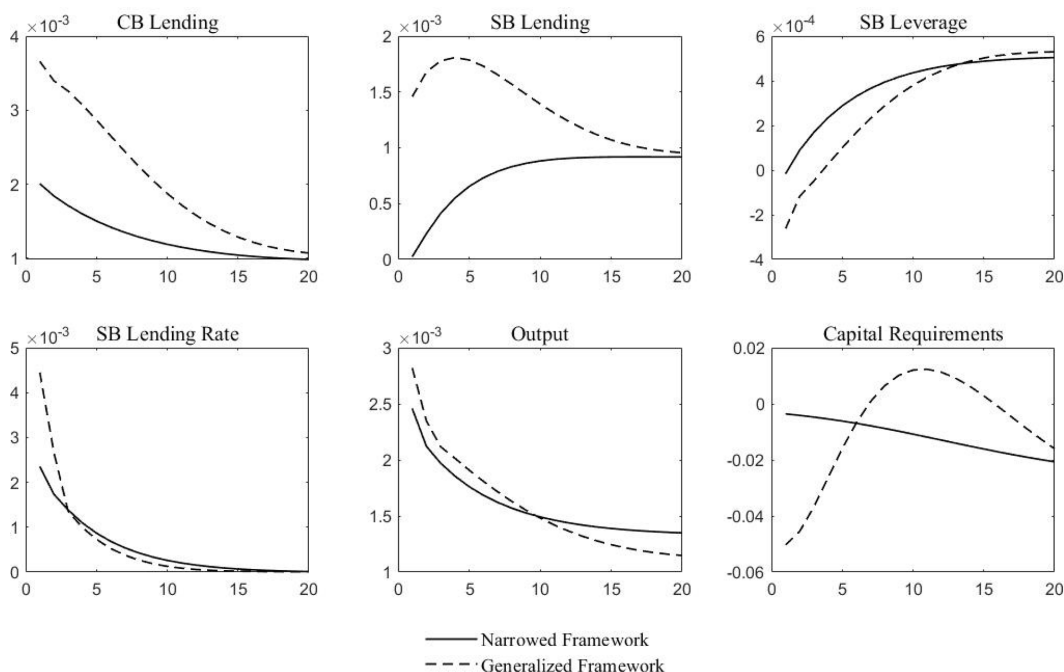 CB Lending
×10⁻³
4
3
2
1
0 5 10 15 20
SB Lending
×10⁻³
2
1.5
1
0.5
0
0 5 10 15 20
SB Leverage
×10⁻⁴
6
4
2
0
-2
-4
0 5 10 15 20
SB Lending Rate
×10⁻³
5
4
3
2
1
0
0 5 10 15 20
Output
×10⁻³
3
2.5
2
1.5
1
0 5 10 15 20
Capital Requirements
0.02
0
-0.02
-0.04
-0.06
0 5 10 15 20
Narrowed Framework
Generalized Framework